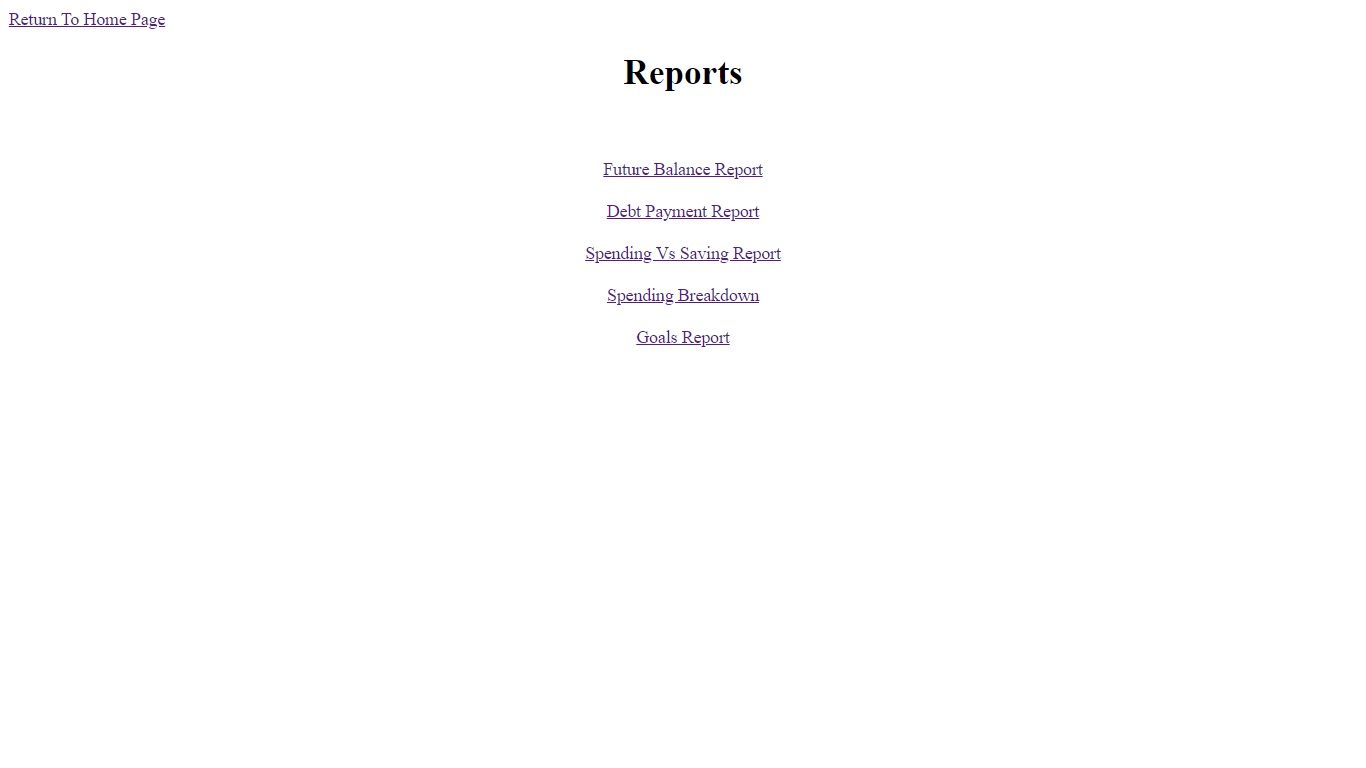 Return To Home Page
Reports
Future Balance Report
Debt Payment Report
Spending Vs Saving Report
Spending Breakdown
Goals Report